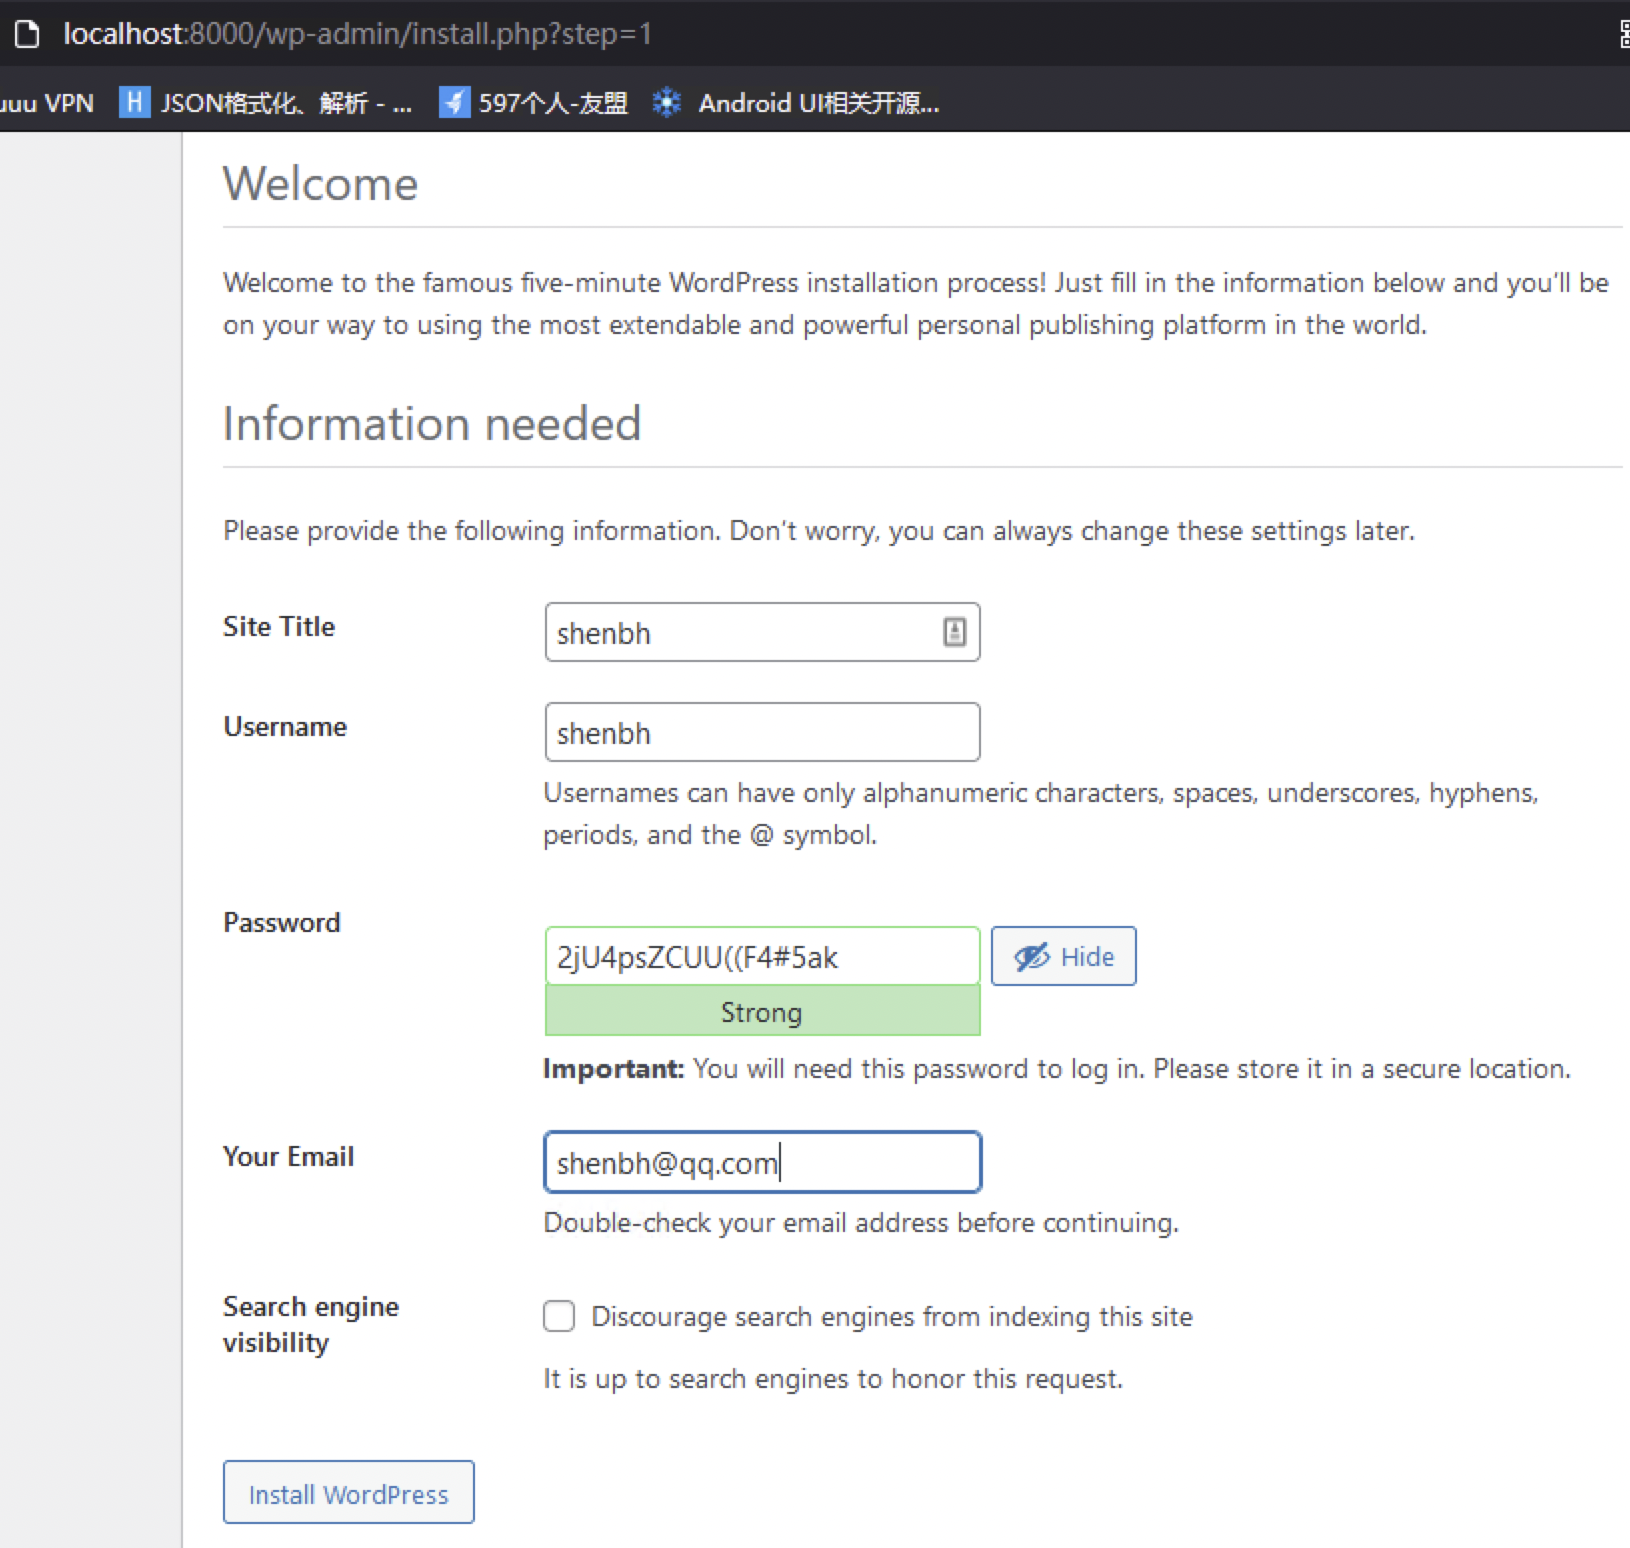 localhost:8000/wp-admin/install.php?step=1
VPN JSON格式化、解析 - ... 597个人-友盟 Android UI相关开源...
Welcome
Welcome to the famous five-minute WordPress installation process! Just fill in the information below and you’ll be
on your way to using the most extendable and powerful personal publishing platform in the world.
Information needed
Please provide the following information. Don’t worry, you can always change these settings later.
Site Title
shenbh
Username
shenbh
Usernames can have only alphanumeric characters, spaces, underscores, hyphens,
periods, and the @ symbol.
Password
2jU4psZCUU((F4#5ak
Hide
Strong
Important: You will need this password to log in. Please store it in a secure location.
Your Email
shenbh@qq.com
Double-check your email address before continuing.
Search engine
visibility
Discourage search engines from indexing this site
It is up to search engines to honor this request.
Install WordPress